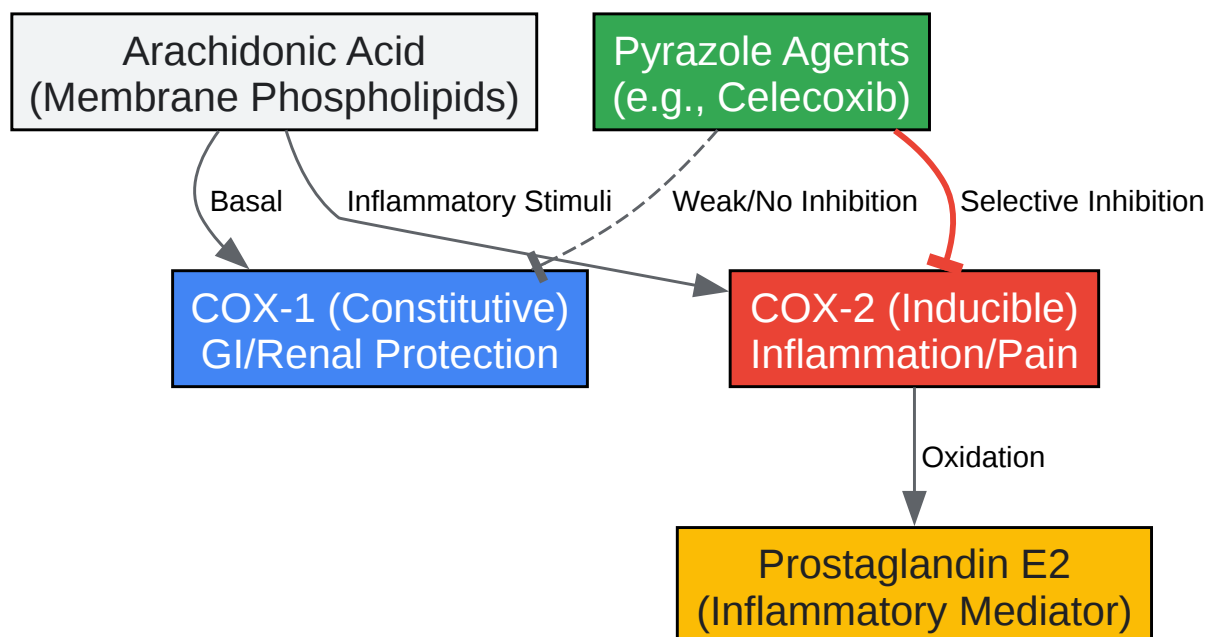 Arachidonic Acid
(Membrane Phospholipids)
Pyrazole Agents
(e.g., Celecoxib)
Basal
Inflammatory Stimuli
Weak/No Inhibition
Selective Inhibition
COX-1 (Constitutive)
GI/Renal Protection
COX-2 (Inducible)
Inflammation/Pain
Oxidation
Prostaglandin E2
(Inflammatory Mediator)